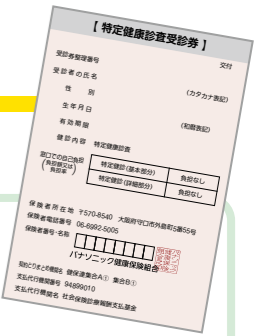 【特定健康診査受診券】
交付
受診券整理番号
受診者の氏名
(カタカナ表記)
性 別
生年月日
(和暦表記)
有効期限
健診内容 特定健康診査
窓口での自己負担
(負担額又は負担率)
特定健診(基本部分) 負担なし
特定健診(詳細部分) 負担なし
保険者所在地 〒570-8540 大阪府守口市外島町5番55号
保険者電話番号 06-6992-5005
保険者番号・名称
パナソニック健康保険組合
契約とりまとめ機関名 健保連集合A① 集合B①
支払代行機関番号 94899010
支払代行機関名 社会保険診療報酬支払基金